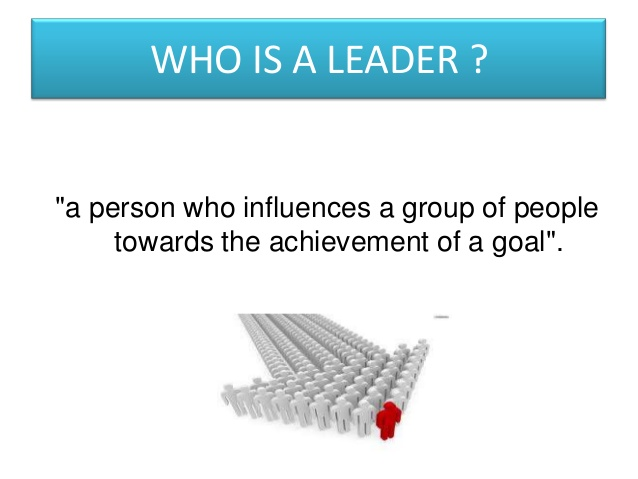 WHO IS A LEADER ?
"a person who influences a group of people
towards the achievement of a goal".